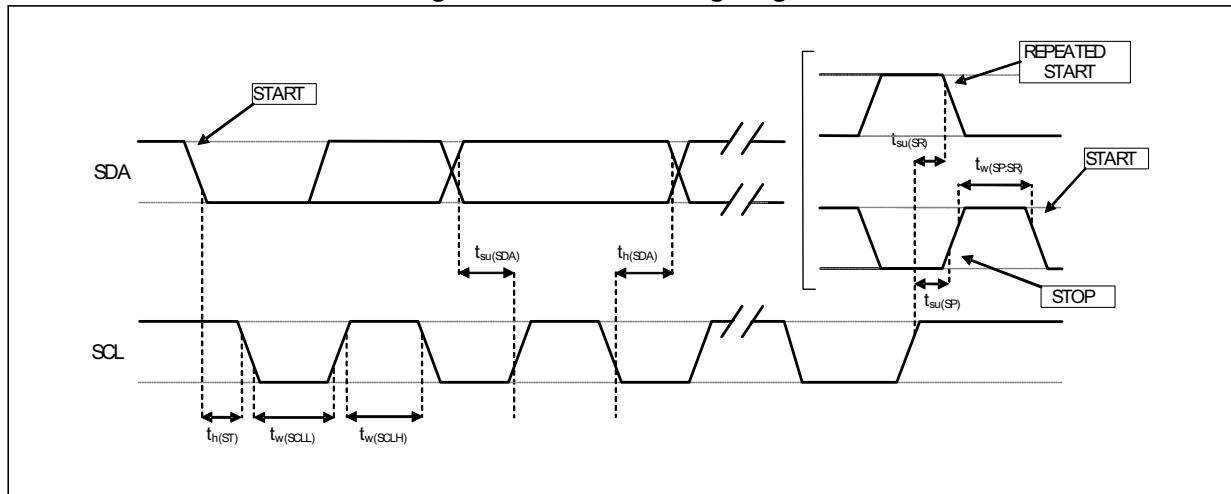 REPEATED
START
START
tsu(SR)
tw(SP:SR)
START
SDA
tsu(SDA)
th(SDA)
tsu(SP)
STOP
SCL
th(ST)
tw(SCLL)
tw(SCLH)